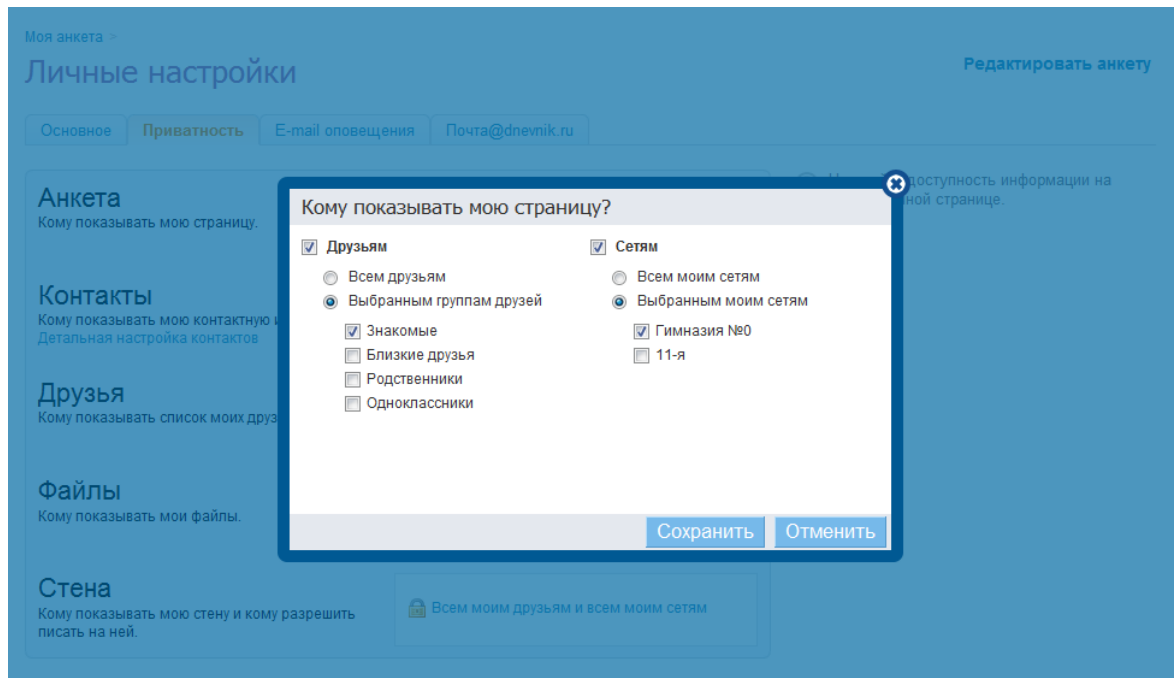 Моя анкета >
Личные настройки
Редактировать анкету
Основное
Приватность
E-mail оповещения
Почта@dnevnik.ru
Анкета
Кому показывать мою страницу.
Контакты
Кому показывать мою контактную
Детальная настройка контактов
Друзья
Кому показывать список моих
Файлы
Кому показывать мои файлы.
Стена
Кому показывать мою стену и кому разрешить
писать на ней.
Всем моим друзьям и всем моим сетям
доступность информации на
странице.
Кому показывать мою страницу?
Друзьям
Всем друзьям
Выбранным группам друзей
Знакомые
Близкие друзья
Родственники
Одноклассники
Сетям
Всем моим сетям
Выбранным моим сетям
Гимназия №0
11-я
Сохранить
Отменить